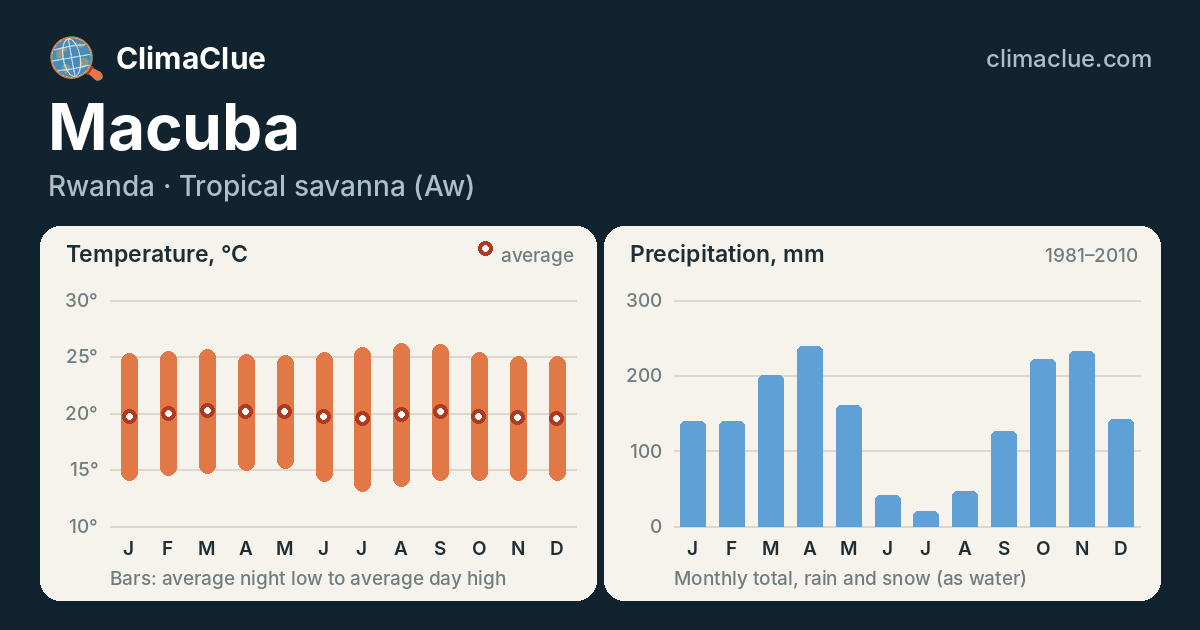 ClimaClue
climaclue.com
Macuba
Rwanda · Tropical savanna (Aw)
Temperature, °C
average
30°
25°
20°
15°
10°
J F M A M J J A S O N D
Bars: average night low to average day high
Precipitation, mm
1981–2010
300
200
100
0
J F M A M J J A S O N D
Monthly total, rain and snow (as water)